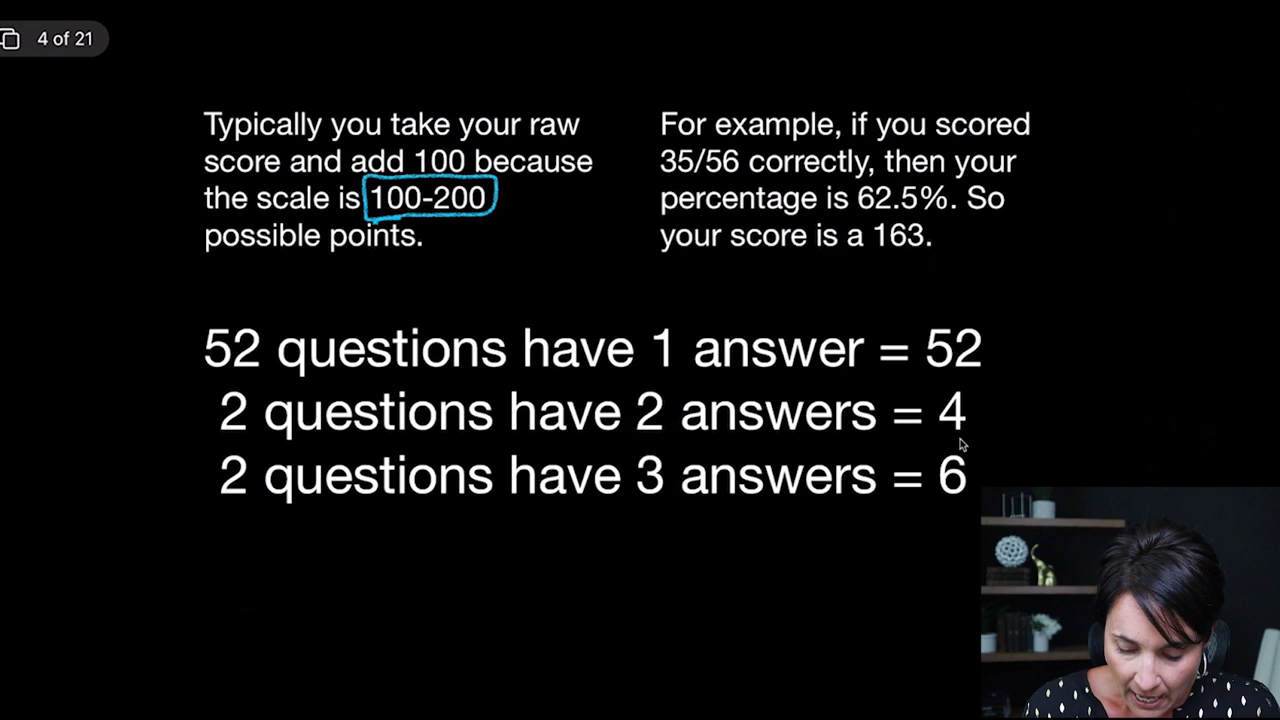 4 of 21
Typically you take your raw
score and add 100 because
the scale is 100-200
possible points.
For example, if you scored
35/56 correctly, then your
percentage is 62.5%. So
your score is a 163.
52 questions have 1 answer = 52
2 questions have 2 answers = 4
2 questions have 3 answers = 6